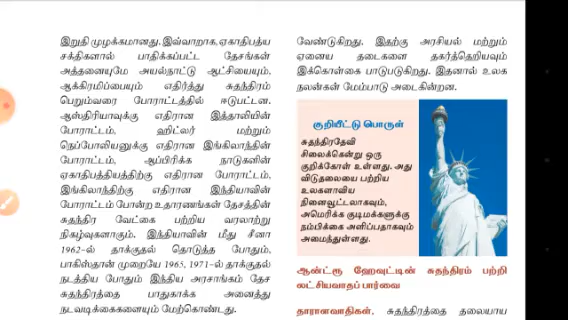 இறுதி முழக்கமானது. இவ்வாறாக, ஏகாதிபத்ய
சக்திகளால் பாதிக்கப்பட்ட தேசங்கள்
அத்தனையுமே அயல்நாட்டு ஆட்சியையும்,
ஆக்கிரமிப்பையும் எதிர்த்து சுதந்திரம்
பெறும்வரை போராட்டத்தில் ஈடுபட்டன.
ஆஸ்திரியாவுக்கு எதிரான இத்தாலியின்
போராட்டம், ஹிட்லர் மற்றும்
நெப்போலியனுக்கு எதிரான இங்கிலாந்தின்
போராட்டம், ஆப்பிரிக்க நாடுகளின்
ஏகாதிபத்தியத்திற்கு எதிரான போராட்டம்,
இங்கிலாந்திற்கு எதிரான இந்தியாவின்
போராட்டம் போன்ற உதாரணங்கள் தேசத்தின்
சுதந்திர வேட்கை பற்றிய வரலாற்று
நிகழ்வுகளாகும். இந்தியாவின் மீது சீனா
1962-ல் தாக்குதல் தொடுத்த போதும்,
பாகிஸ்தான் முறையே 1965, 1971-ல் தாக்குதல்
நடத்திய போதும் இந்திய அரசாங்கம் தேச
சுதந்திரத்தை பாதுகாக்க அனைத்து
நடவடிக்கைகளையும் மேற்கொண்டது.
வேண்டுகிறது. இதற்கு அரசியல் மற்றும்
ஏனைய தடைகளை தகர்த்தெறியவும்
இக்கொள்கை பாடுபடுகிறது. இதனால் உலக
நலன்கள் மேம்பாடு அடைகின்றன.
குறியீட்டு பொருள்
சுதந்திரதேவி
சிலைக்கென்று ஒரு
குறிக்கோள் உள்ளது. அது
விடுதலையை பற்றிய
உலகளாவிய
நினைவூட்டலாகவும்,
அமெரிக்க குடிமக்களுக்கு
நம்பிக்கை அளிப்பதாகவும்
அமைந்துள்ளது.
ஆண்ட்ரூ ஹேவுட்டின் சுதந்திரம் பற்றி
லட்சியவாதப் பார்வை
தாராளவாதிகள், சுதந்திரத்தை தலையாய